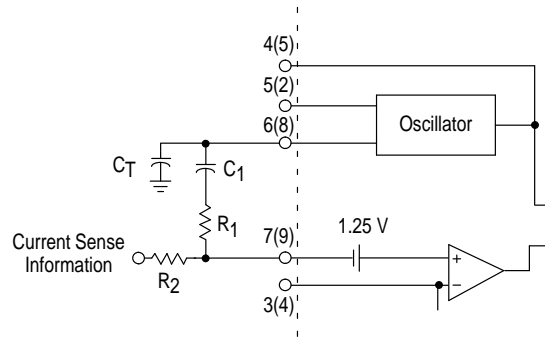 4(5)
5(2)
6(8)
Oscillator
CT
C1
R1
7(9)
1.25 V
Current Sense
Information
R2
3(4)
+
−